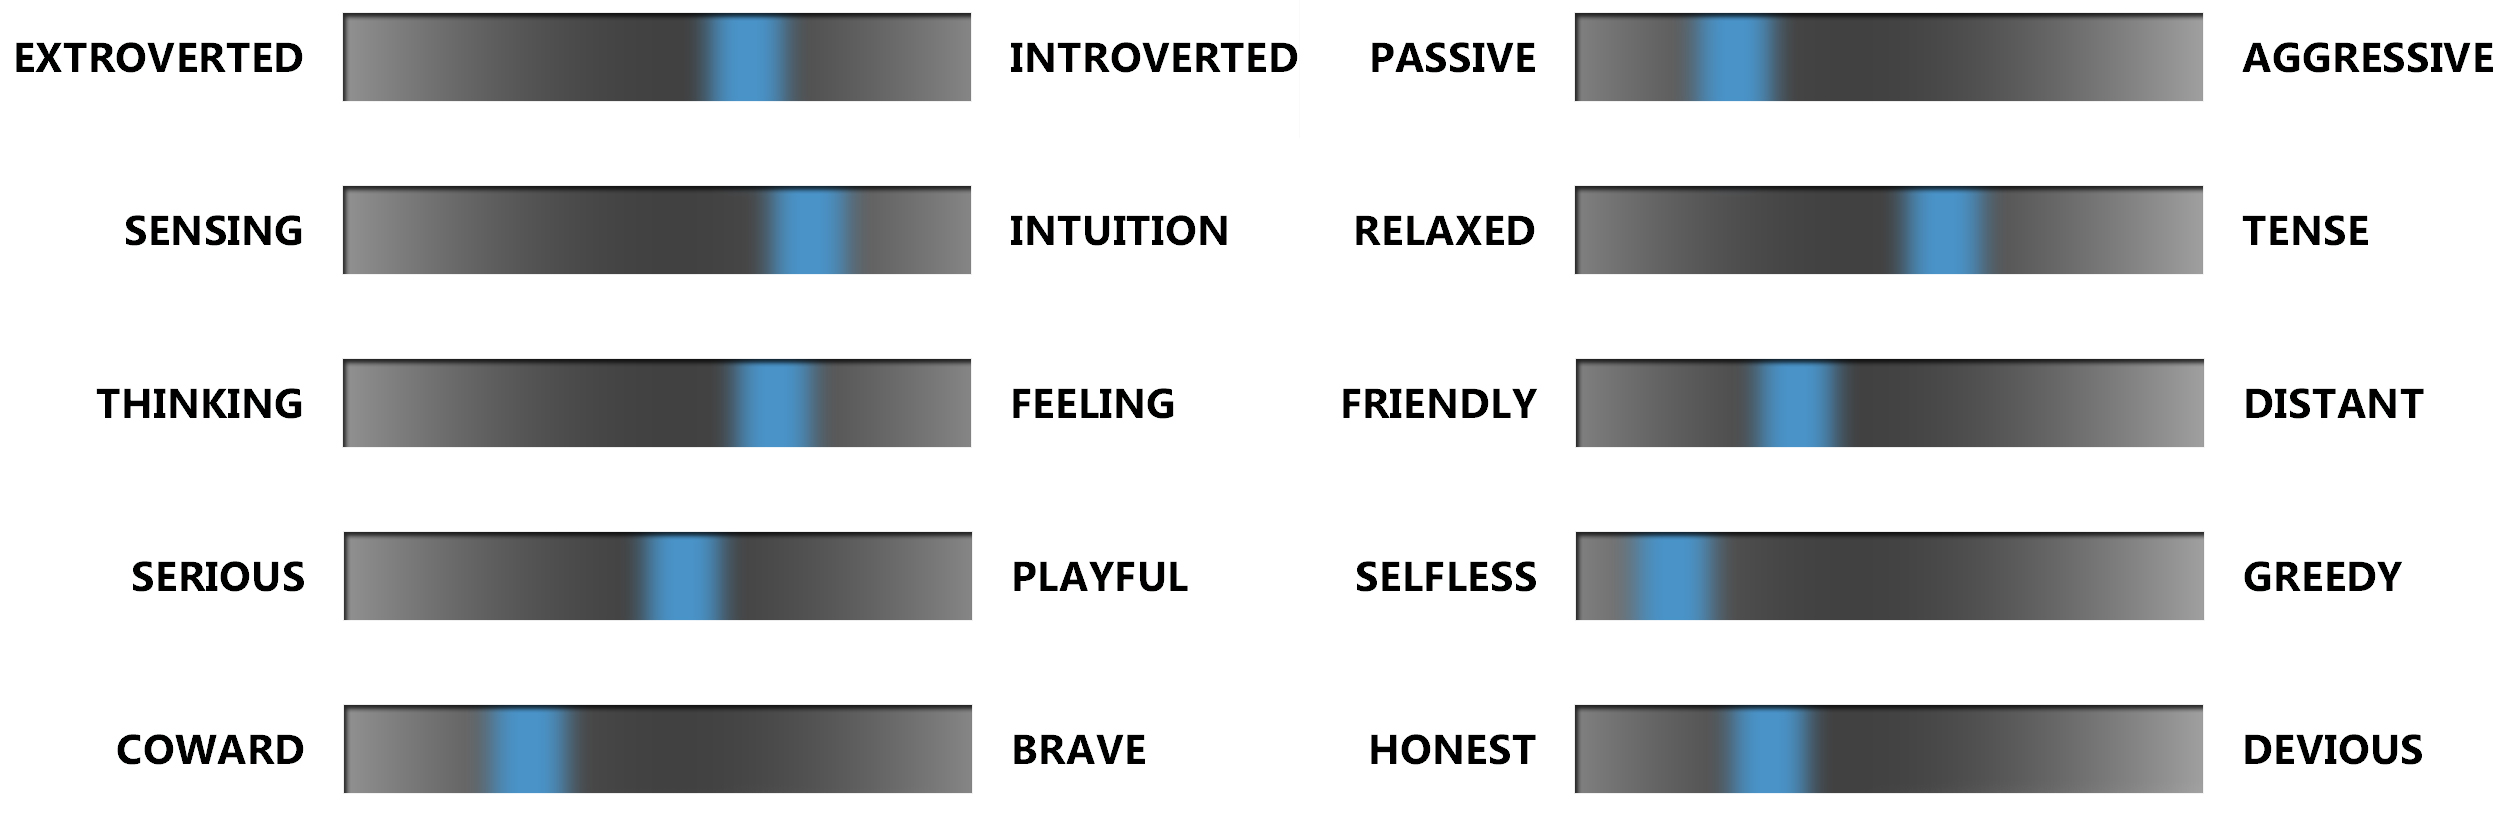 EXTROVERTED INTROVERTED PASSIVE AGGRESSIVE
SENSING INTUITION RELAXED TENSE
THINKING FEELING FRIENDLY DISTANT
SERIOUS PLAYFUL SELFLESS GREEDY
COWARD BRAVE HONEST DEVIOUS